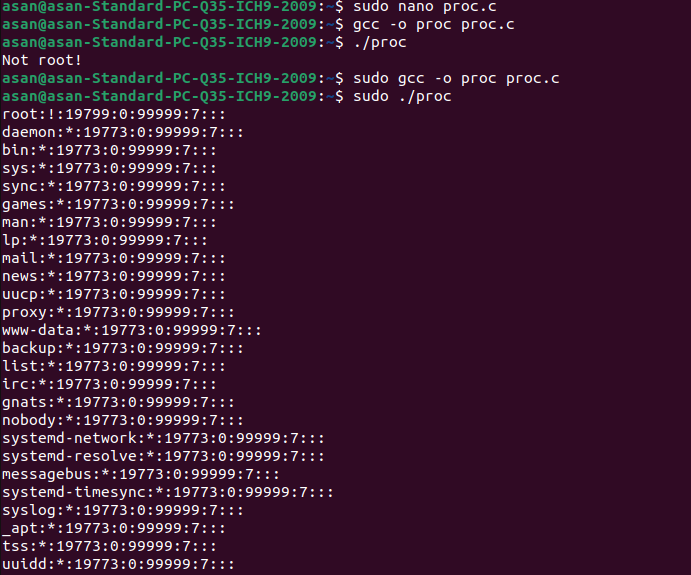 asan@asan-Standard-PC-Q35-ICH9-2009:~$ sudo nano proc.c
asan@asan-Standard-PC-Q35-ICH9-2009:~$ gcc -o proc proc.c
asan@asan-Standard-PC-Q35-ICH9-2009:~$ ./proc
Not root!
asan@asan-Standard-PC-Q35-ICH9-2009:~$ sudo gcc -o proc proc.c
asan@asan-Standard-PC-Q35-ICH9-2009:~$ sudo ./proc
root:!:19799:0:99999:7:::
daemon:*:19773:0:99999:7:::
bin:*:19773:0:99999:7:::
sys:*:19773:0:99999:7:::
sync:*:19773:0:99999:7:::
games:*:19773:0:99999:7:::
man:*:19773:0:99999:7:::
lp:*:19773:0:99999:7:::
mail:*:19773:0:99999:7:::
news:*:19773:0:99999:7:::
uucp:*:19773:0:99999:7:::
proxy:*:19773:0:99999:7:::
www-data:*:19773:0:99999:7:::
backup:*:19773:0:99999:7:::
list:*:19773:0:99999:7:::
irc:*:19773:0:99999:7:::
gnats:*:19773:0:99999:7:::
nobody:*:19773:0:99999:7:::
systemd-network:*:19773:0:99999:7:::
systemd-resolve:*:19773:0:99999:7:::
messagebus:*:19773:0:99999:7:::
systemd-timesync:*:19773:0:99999:7:::
syslog:*:19773:0:99999:7:::
_apt:*:19773:0:99999:7:::
tss:*:19773:0:99999:7:::
uuidd:*:19773:0:99999:7:::